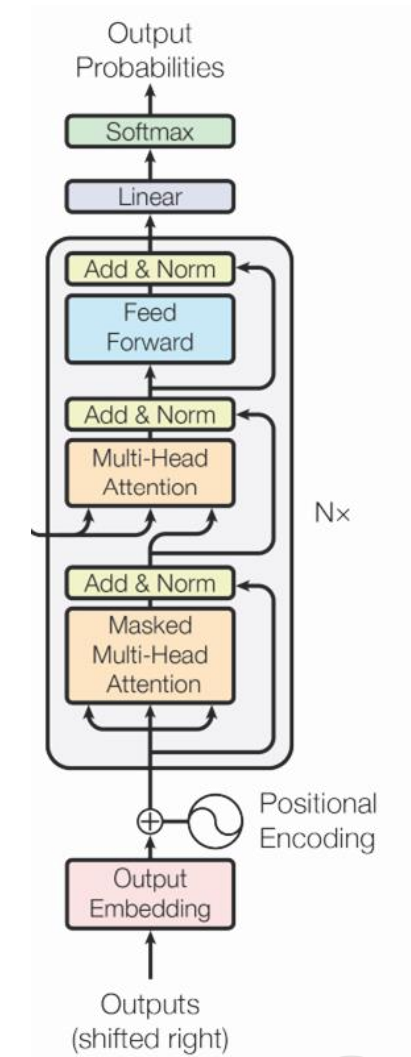 Output
Probabilities
Softmax
Linear
Add & Norm
Feed
Forward
Add & Norm
Multi-Head
Attention
N×
Add & Norm
Masked
Multi-Head
Attention
Positional
Encoding
Output
Embedding
Outputs
(shifted right)